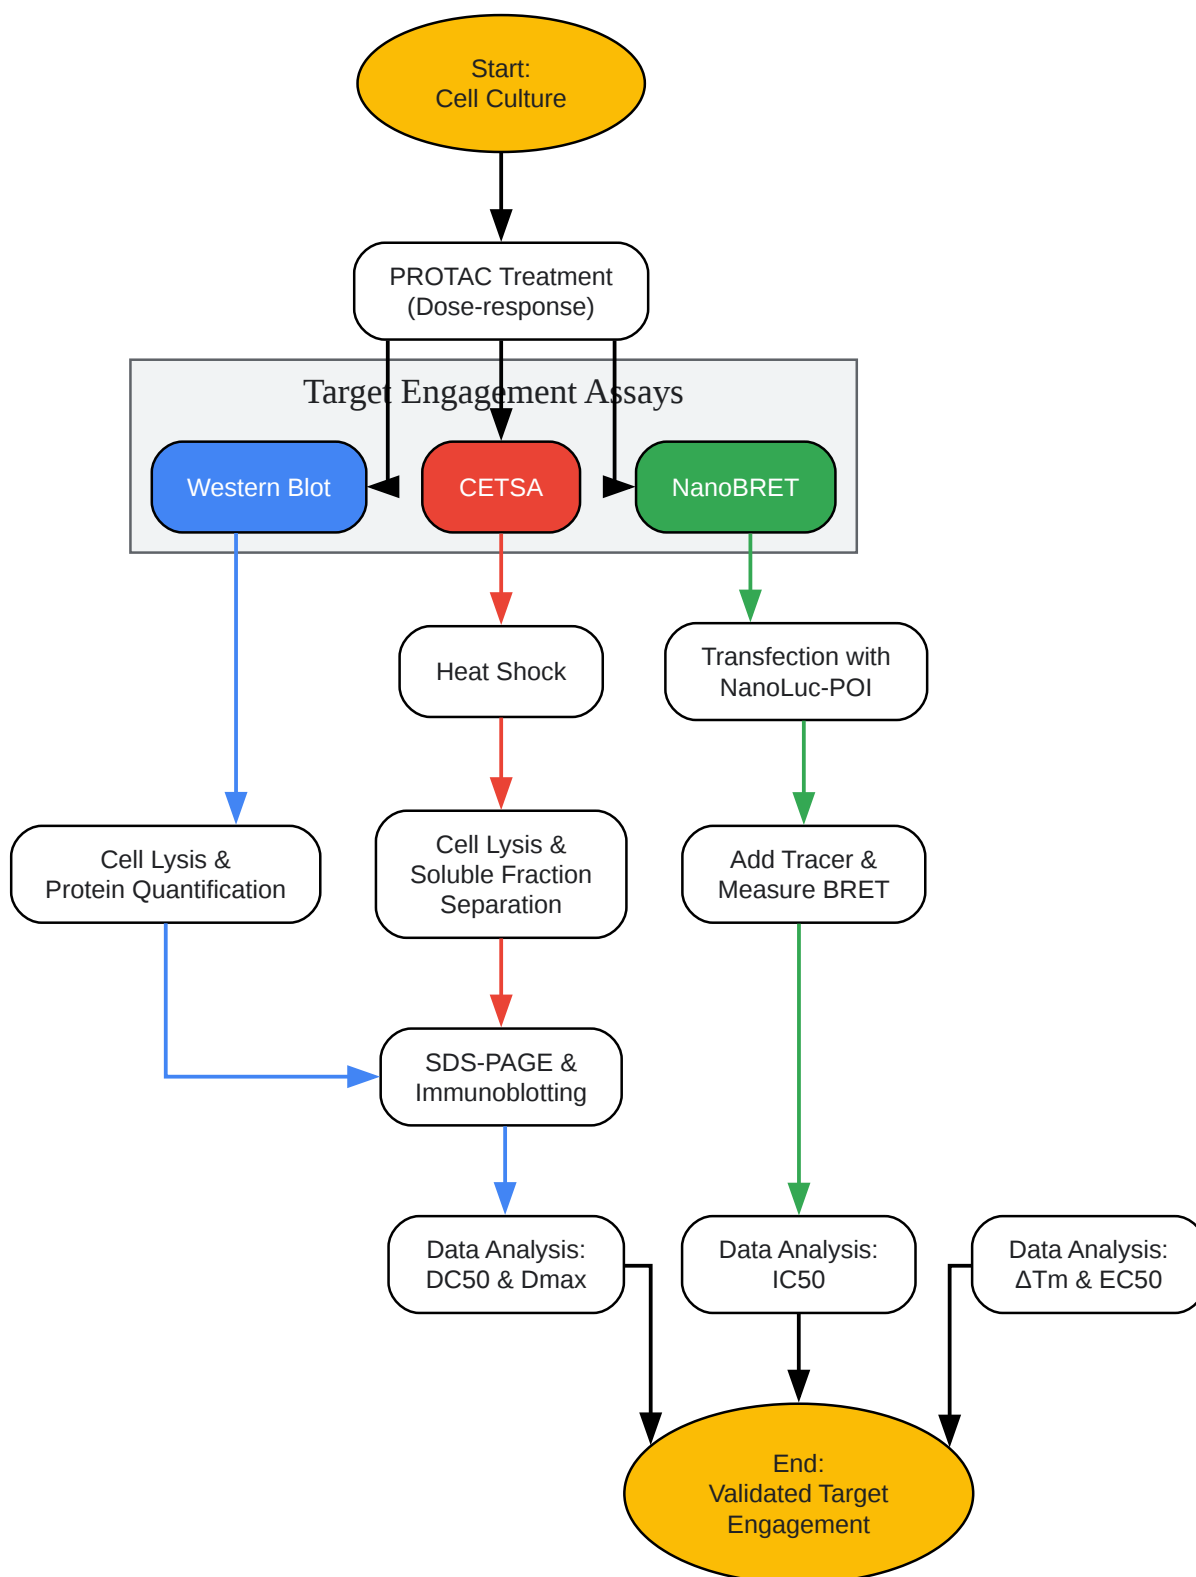 Start:
Cell Culture
PROTAC Treatment
(Dose-response)
Target Engagement Assays
Western Blot
CETSA
NanoBRET
Heat Shock
Transfection with
NanoLuc-POI
Cell Lysis &
Protein Quantification
Cell Lysis &
Soluble Fraction
Separation
Add Tracer &
Measure BRET
SDS-PAGE &
Immunoblotting
Data Analysis:
DC50 & Dmax
Data Analysis:
IC50
Data Analysis:
ΔTm & EC50
End:
Validated Target
Engagement